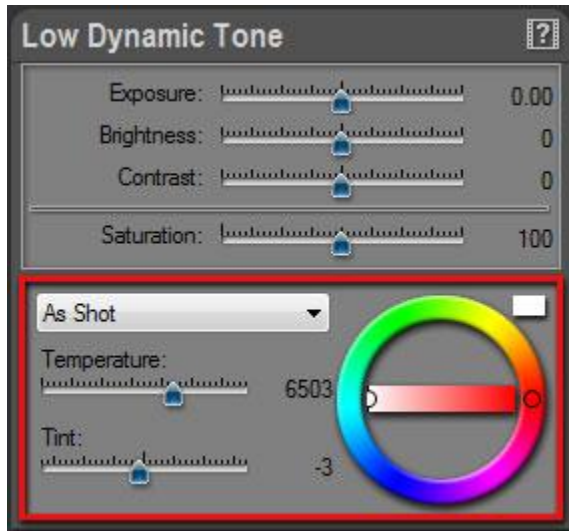 Low Dynamic Tone ?
Exposure: 0.00
Brightness: 0
Contrast: 0
Saturation: 100
As Shot
Temperature:
6503
Tint:
-3